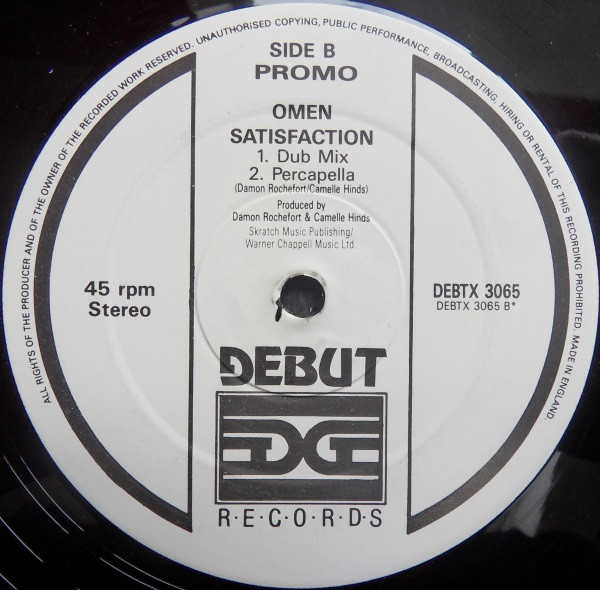 ALL RIGHTS OF THE PRODUCER AND OF THE OWNER OF THE RECORDED WORK RESERVED. UNAUTHORISED COPYING, PUBLIC PERFORMANCE, BROADCASTING, HIRING OR RENTAL OF THIS RECORDING PROHIBITED. MADE IN ENGLAND.
SIDE B
PROMO
OMEN
SATISFACTION
1. Dub Mix
2. Percapella
(Damon Rochefort/Camelle Hinds)
Produced by
Damon Rochefort & Camelle Hinds
Skratch Music Publishing/
Warner Chappell Music Ltd.
45 rpm
Stereo
DEBTX 3065
DEBTX 3065 B*
DEBUT
R·E·C·O·R·D·S